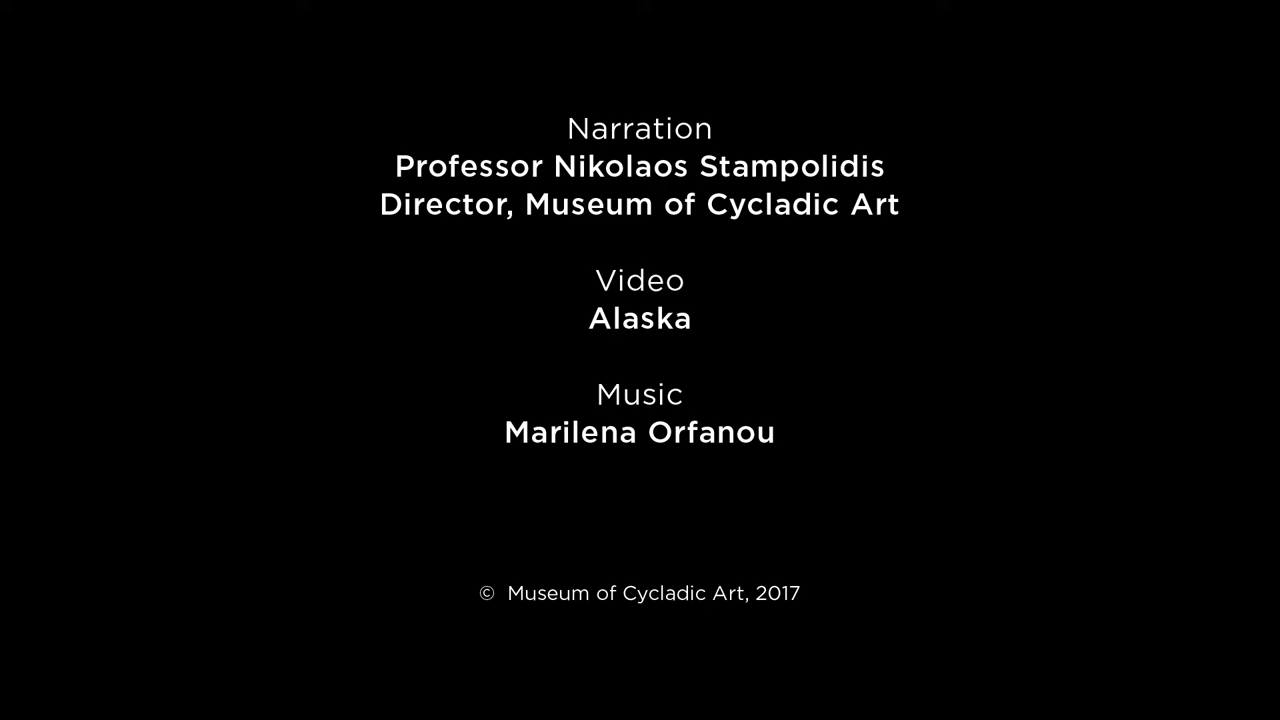 Narration
Professor Nikolaos Stampolidis
Director, Museum of Cycladic Art
Video
Alaska
Music
Marilena Orfanou
© Museum of Cycladic Art, 2017